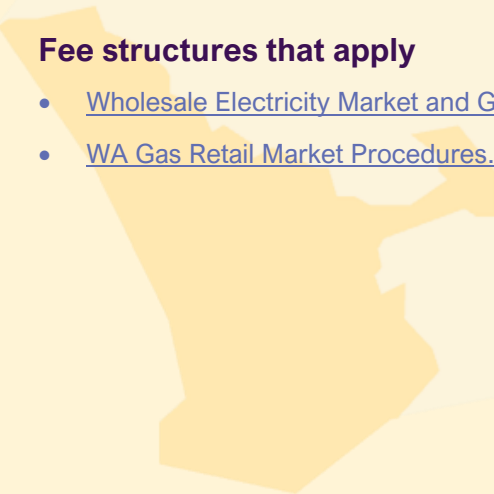 Fee structures that apply
• Wholesale Electricity Market and G
• WA Gas Retail Market Procedures.